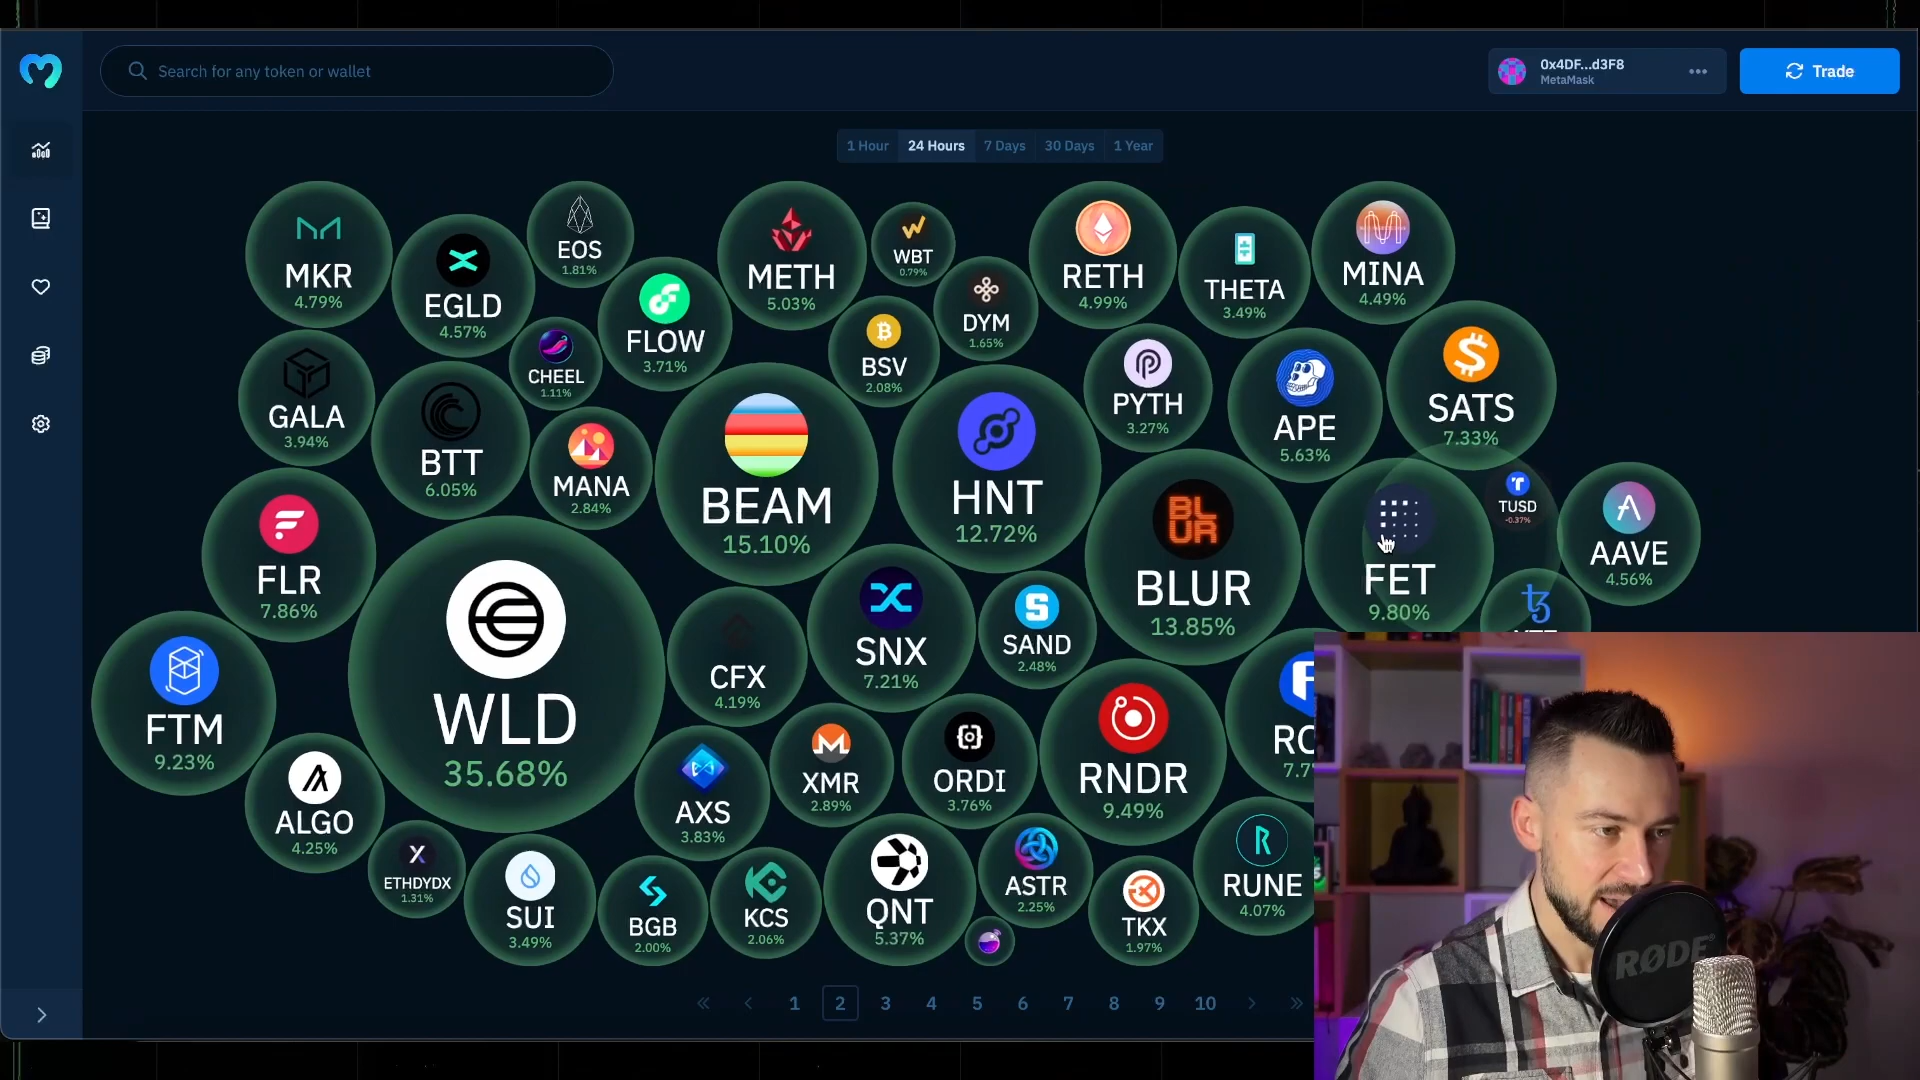 Search for any token or wallet
0x4DF...d3F8
MetaMask
Trade
1 Hour
24 Hours
7 Days
30 Days
1 Year
MKR
4.79%
EGLD
4.57%
EOS
1.81%
FLOW
3.71%
METH
5.03%
WBT
0.79%
DYM
1.65%
RETH
4.99%
THETA
3.49%
MINA
4.49%
GALA
3.94%
BTT
6.05%
CHEEL
1.11%
MANA
2.84%
BSV
2.08%
PYTH
3.27%
APE
5.63%
SATS
7.33%
BEAM
15.10%
HNT
12.72%
FLR
7.86%
BL
UR
BLUR
13.85%
FET
9.80%
TUSD
-0.37%
AAVE
4.56%
FTM
9.23%
WLD
35.68%
CFX
4.19%
SNX
7.21%
SAND
2.48%
RNDR
9.49%
ALGO
4.25%
AXS
3.83%
XMR
2.89%
ORDI
3.76%
ETHDYDX
1.31%
SUI
3.49%
BGB
2.00%
KCS
2.06%
QNT
5.37%
ASTR
2.25%
TKX
1.97%
RUNE
4.07%
1 2 3 4 5 6 7 8 9 10
RØDE